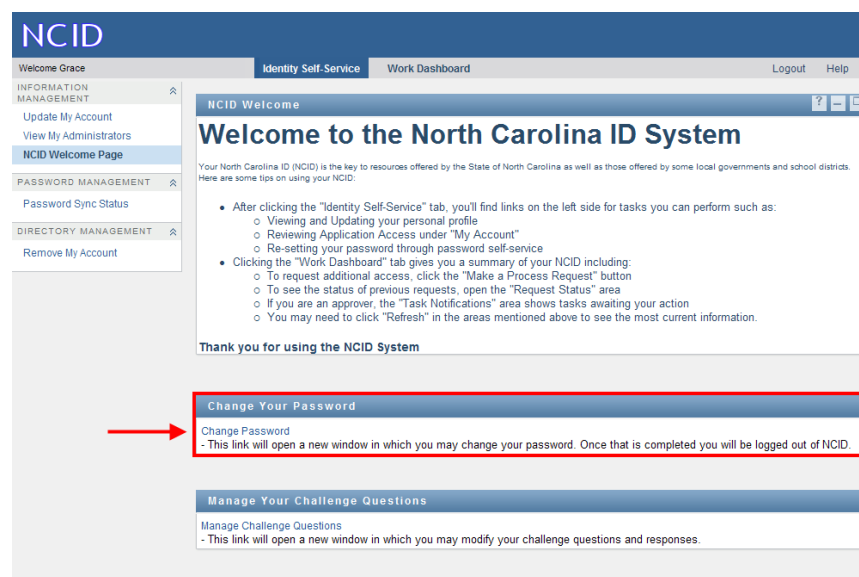 NCID
Welcome Grace
Identity Self-Service
Work Dashboard
Logout
Help
INFORMATION
MANAGEMENT
Update My Account
View My Administrators
NCID Welcome Page
PASSWORD MANAGEMENT
Password Sync Status
DIRECTORY MANAGEMENT
Remove My Account
NCID Welcome
?
Welcome to the North Carolina ID System
Your North Carolina ID (NCID) is the key to resources offered by the State of North Carolina as well as those offered by some local governments and school districts.
Here are some tips on using your NCID:
• After clicking the "Identity Self-Service" tab, you'll find links on the left side for tasks you can perform such as:
o Viewing and Updating your personal profile
o Reviewing Application Access under "My Account"
o Re-setting your password through password self-service
• Clicking the "Work Dashboard" tab gives you a summary of your NCID including:
o To request additional access, click the "Make a Process Request" button
o To see the status of previous requests, open the "Request Status" area
o If you are an approver, the "Task Notifications" area shows tasks awaiting your action
o You may need to click "Refresh" in the areas mentioned above to see the most current information.
Thank you for using the NCID System
Change Your Password
Change Password
- This link will open a new window in which you may change your password. Once that is completed you will be logged out of NCID.
Manage Your Challenge Questions
Manage Challenge Questions
- This link will open a new window in which you may modify your challenge questions and responses.